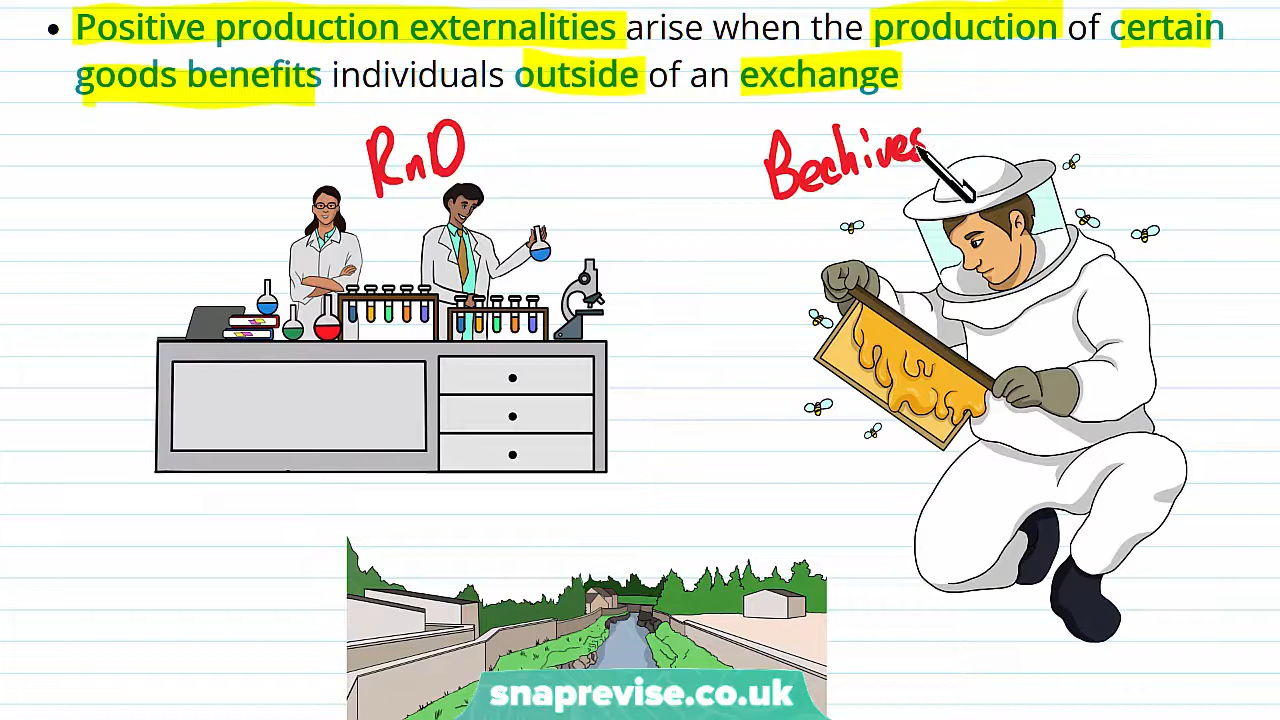 Positive production externalities arise when the production of certain
goods benefits individuals outside of an exchange
RnD
Beehives
snaprevise.co.uk